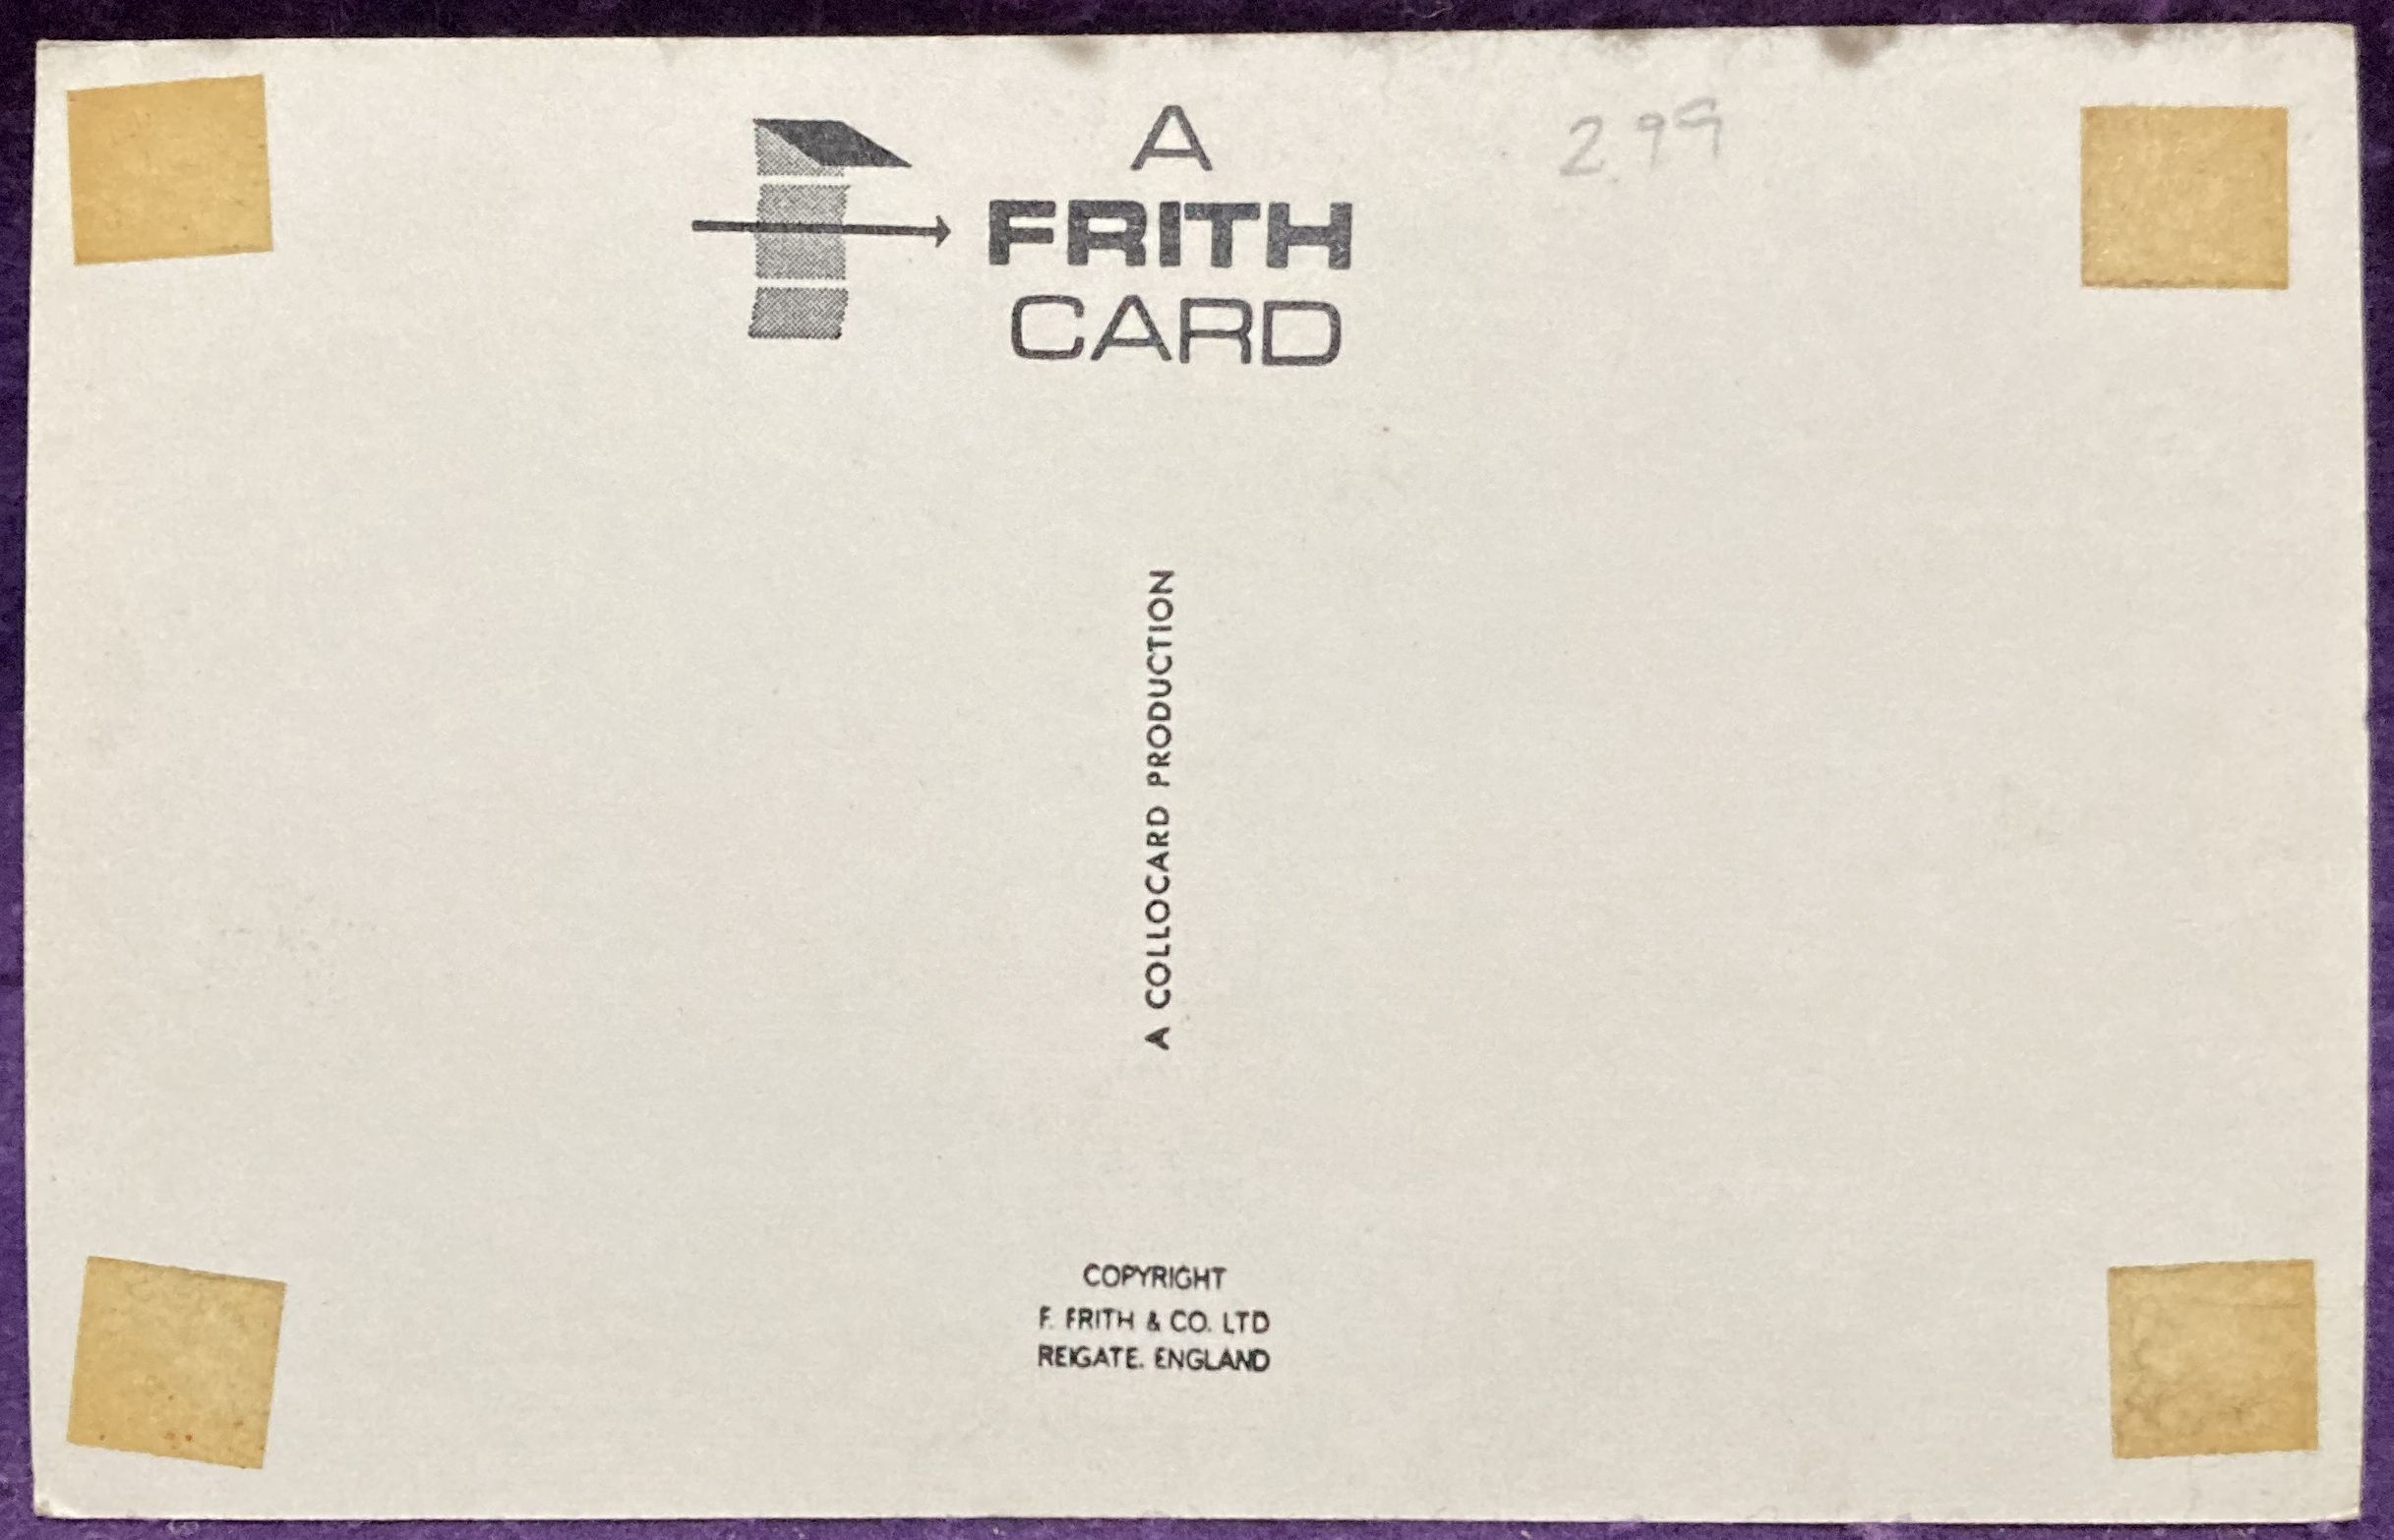 A
FRITH
CARD
2.99
A COLLOCARD PRODUCTION
COPYRIGHT
F. FRITH & CO. LTD
REIGATE. ENGLAND